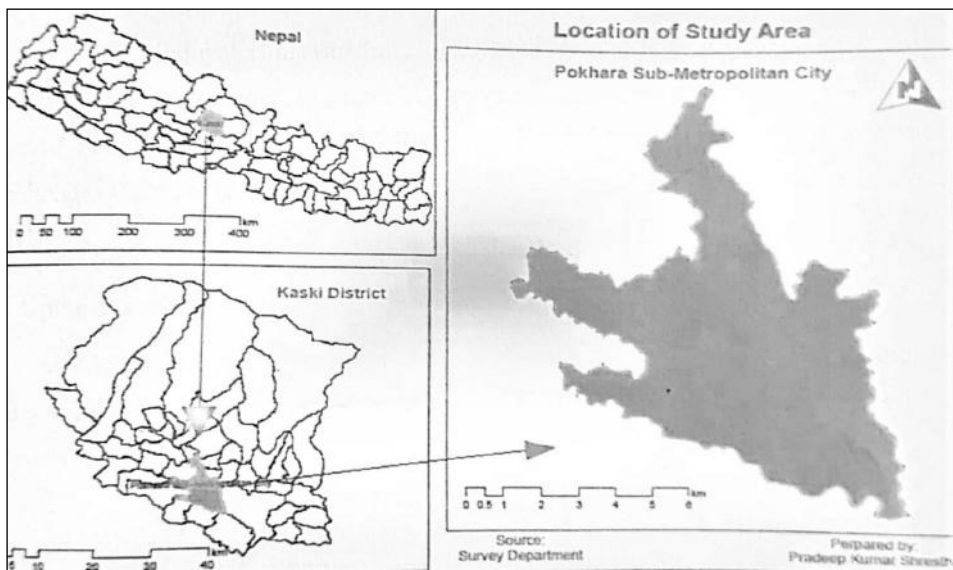 Nepal
km
0 50 100 200 300 400
Kaski District
km
5 10 20 30 40
Location of Study Area
Pokhara Sub-Metropolitan City
N
km
0 0.5 1 2 3 4 5 6
Source:
Survey Department
Perpared by:
Pradeep Kumar Shresth